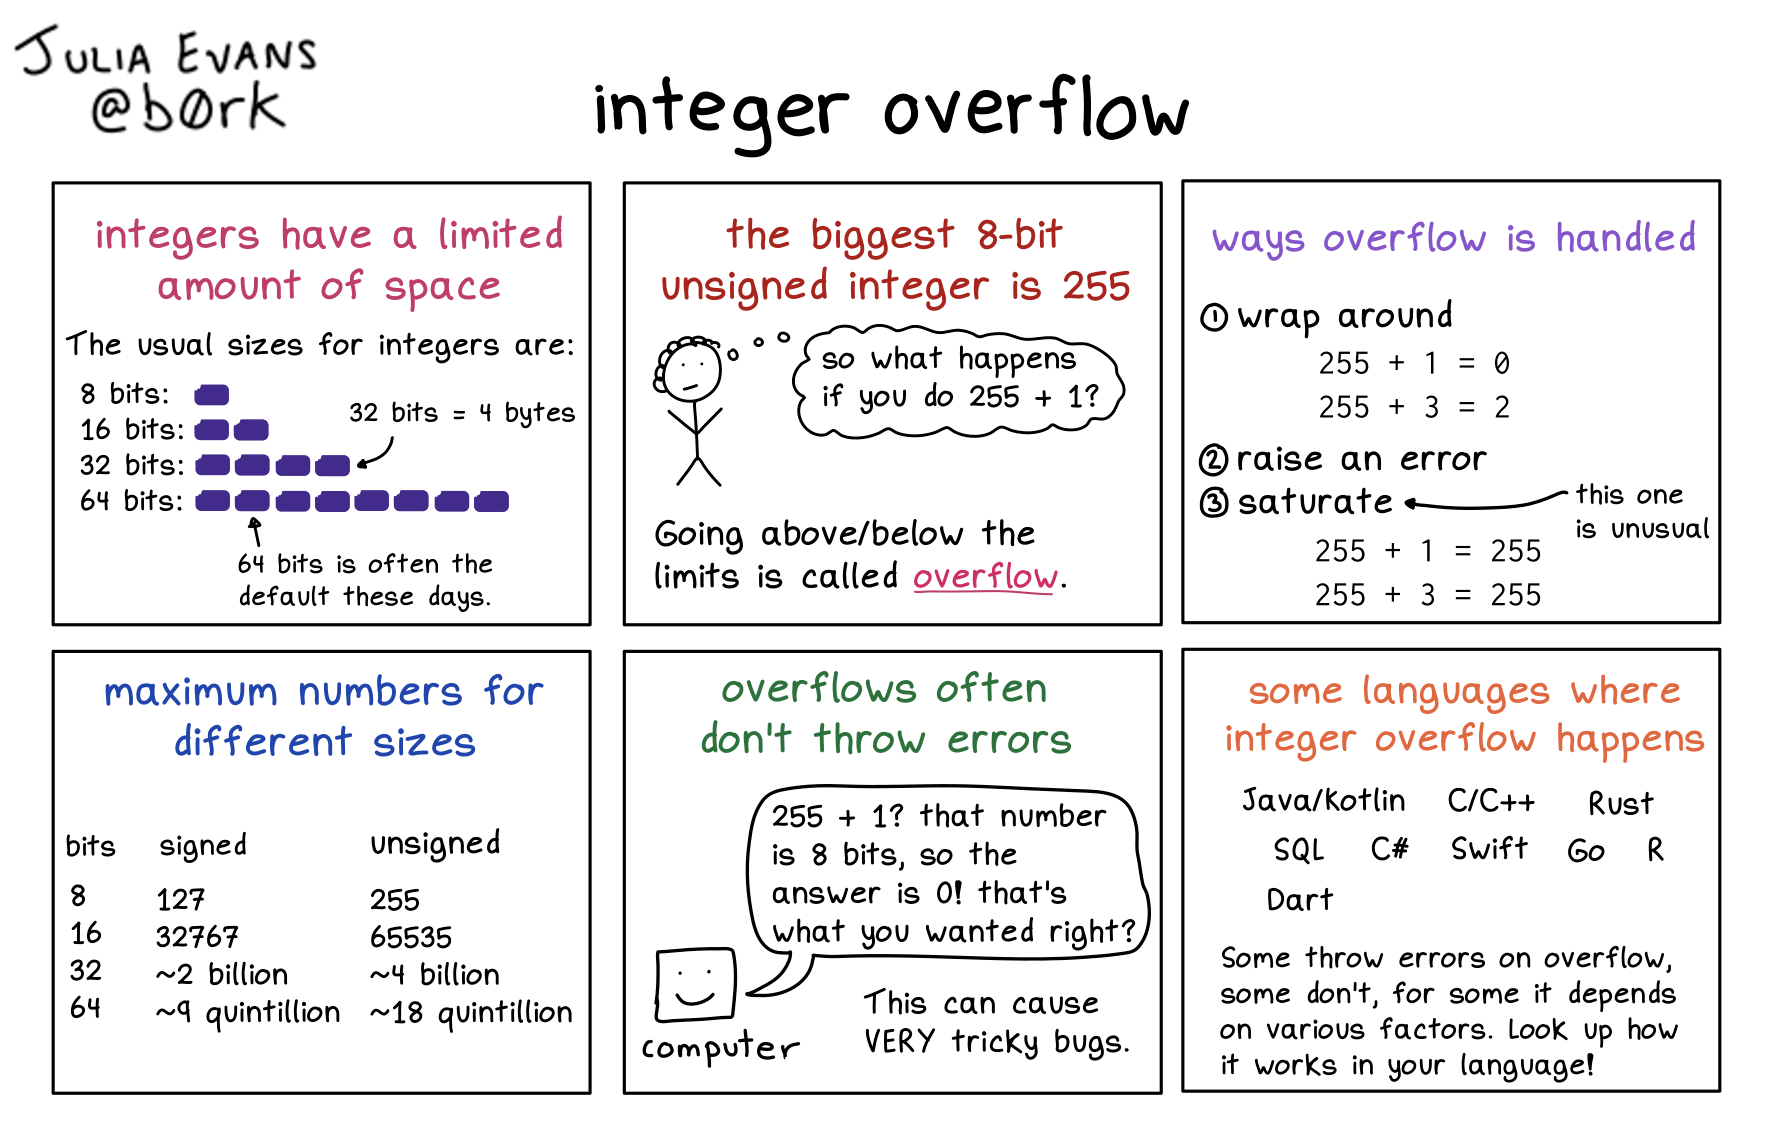 JULIA EVANS
@b0rk
integer overflow
integers have a limited
amount of space
The usual sizes for integers are:
8 bits:
32 bits = 4 bytes
16 bits:
32 bits:
64 bits:
64 bits is often the
default these days.
the biggest 8-bit
unsigned integer is 255
so what happens
if you do 255 + 1?
Going above/below the
limits is called overflow.
ways overflow is handled
① wrap around
255 + 1 = 0
255 + 3 = 2
② raise an error
③ saturate
this one
is unusual
255 + 1 = 255
255 + 3 = 255
maximum numbers for
different sizes
bits signed unsigned
8 127 255
16 32767 65535
32 ~2 billion ~4 billion
64 ~9 quintillion ~18 quintillion
overflows often
don't throw errors
255 + 1? that number
is 8 bits, so the
answer is 0! that's
what you wanted right?
computer
This can cause
VERY tricky bugs.
some languages where
integer overflow happens
Java/Kotlin C/C++ Rust
SQL C# Swift Go R
Dart
Some throw errors on overflow,
some don't, for some it depends
on various factors. Look up how
it works in your language!